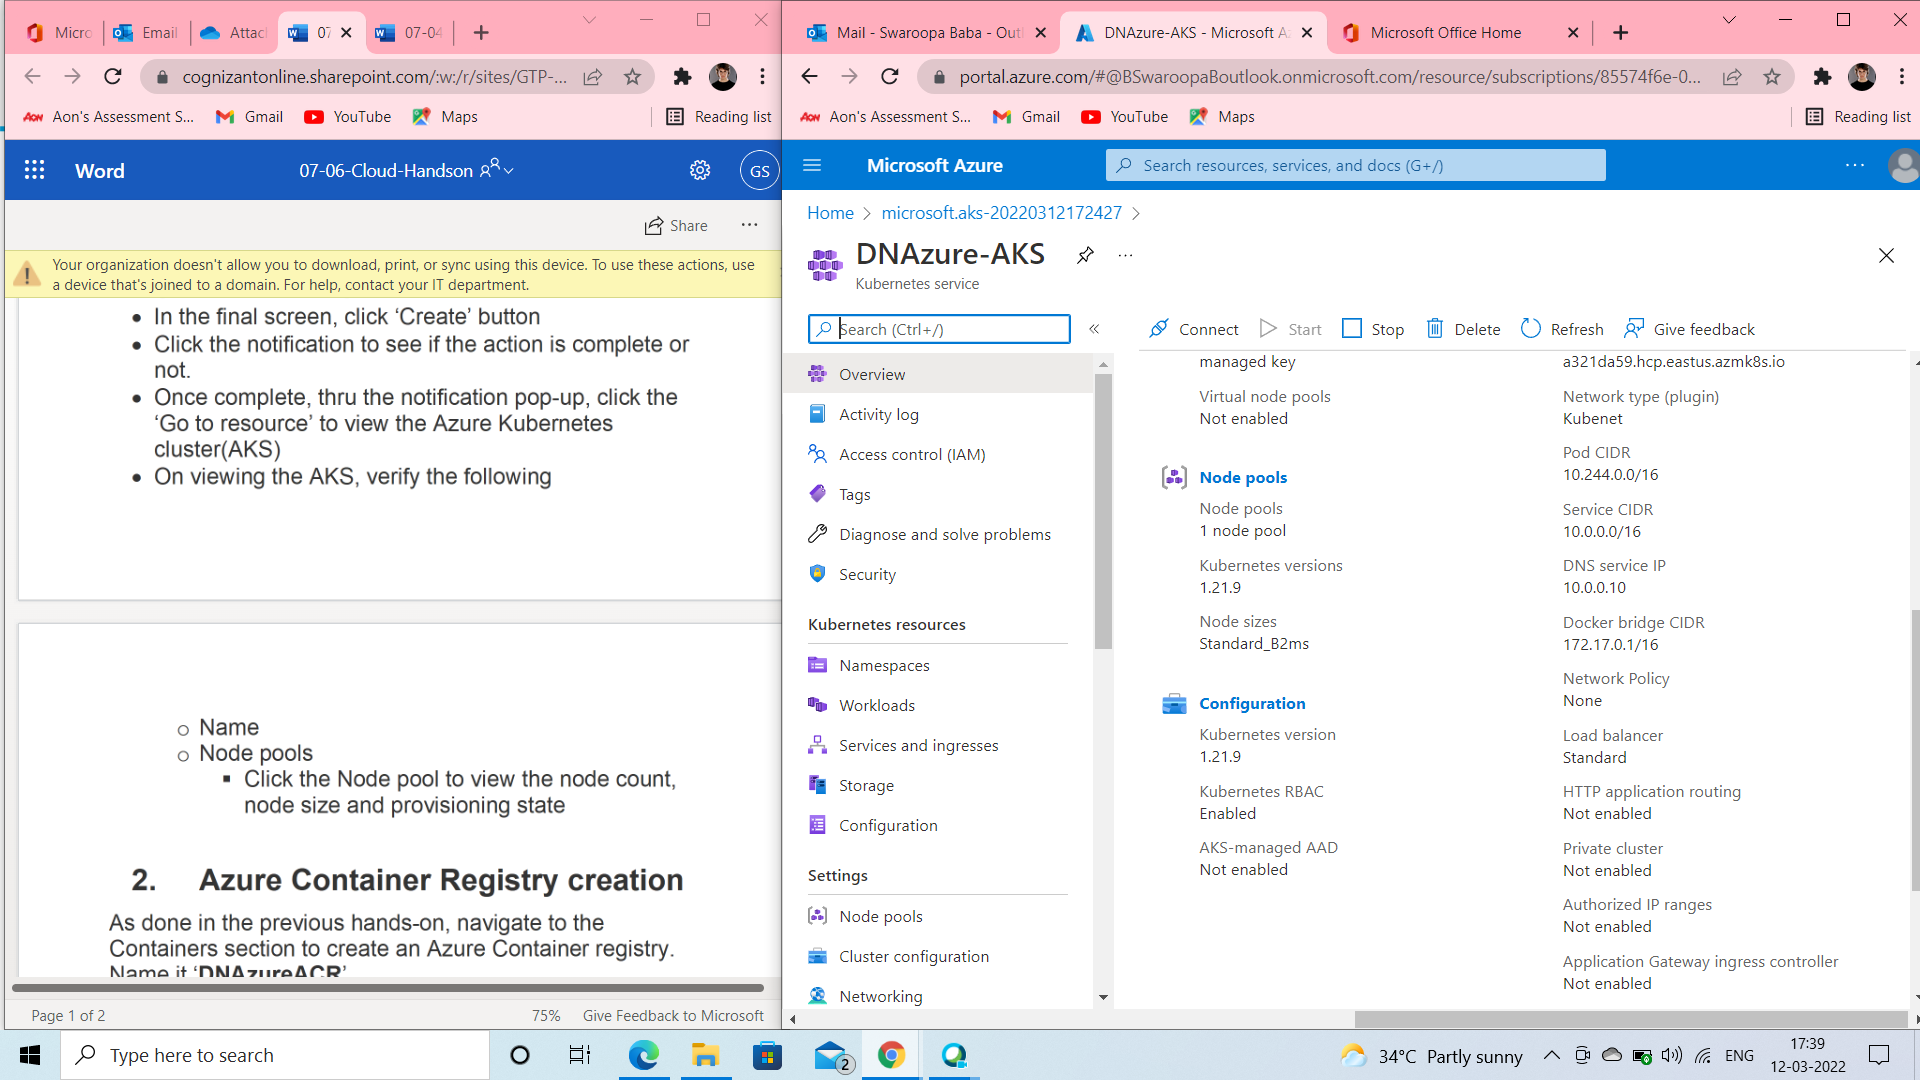 Micro
Email
Attac
07
07-04
cognizantonline.sharepoint.com/:w:/r/sites/GTP-...
Aon's Assessment S...
Gmail
YouTube
Maps
Reading list
Word
07-06-Cloud-Handson
GS
Share
Your organization doesn't allow you to download, print, or sync using this device. To use these actions, use
a device that's joined to a domain. For help, contact your IT department.
• In the final screen, click ‘Create’ button
• Click the notification to see if the action is complete or
not.
• Once complete, thru the notification pop-up, click the
‘Go to resource’ to view the Azure Kubernetes
cluster(AKS)
• On viewing the AKS, verify the following
o Name
o Node pools
▪ Click the Node pool to view the node count,
node size and provisioning state
2. Azure Container Registry creation
As done in the previous hands-on, navigate to the
Containers section to create an Azure Container registry.
Name it ‘DNAzureACR’
Page 1 of 2
75%
Give Feedback to Microsoft
Mail - Swaroopa Baba - Outl
DNAzure-AKS - Microsoft Az
Microsoft Office Home
portal.azure.com/#@BSwaroopaBoutlook.onmicrosoft.com/resource/subscriptions/85574f6e-0...
Aon's Assessment S...
Gmail
YouTube
Maps
Reading list
Microsoft Azure
Search resources, services, and docs (G+/)
Home > microsoft.aks-20220312172427 >
DNAzure-AKS
Kubernetes service
Search (Ctrl+/)
«
Overview
Activity log
Access control (IAM)
Tags
Diagnose and solve problems
Security
Kubernetes resources
Namespaces
Workloads
Services and ingresses
Storage
Configuration
Settings
Node pools
Cluster configuration
Networking
Connect
Start
Stop
Delete
Refresh
Give feedback
managed key
Virtual node pools
Not enabled
Node pools
Node pools
1 node pool
Kubernetes versions
1.21.9
Node sizes
Standard_B2ms
Configuration
Kubernetes version
1.21.9
Kubernetes RBAC
Enabled
AKS-managed AAD
Not enabled
a321da59.hcp.eastus.azmk8s.io
Network type (plugin)
Kubenet
Pod CIDR
10.244.0.0/16
Service CIDR
10.0.0.0/16
DNS service IP
10.0.0.10
Docker bridge CIDR
172.17.0.1/16
Network Policy
None
Load balancer
Standard
HTTP application routing
Not enabled
Private cluster
Not enabled
Authorized IP ranges
Not enabled
Application Gateway ingress controller
Not enabled
Type here to search
2
34°C Partly sunny
ENG
17:39
12-03-2022